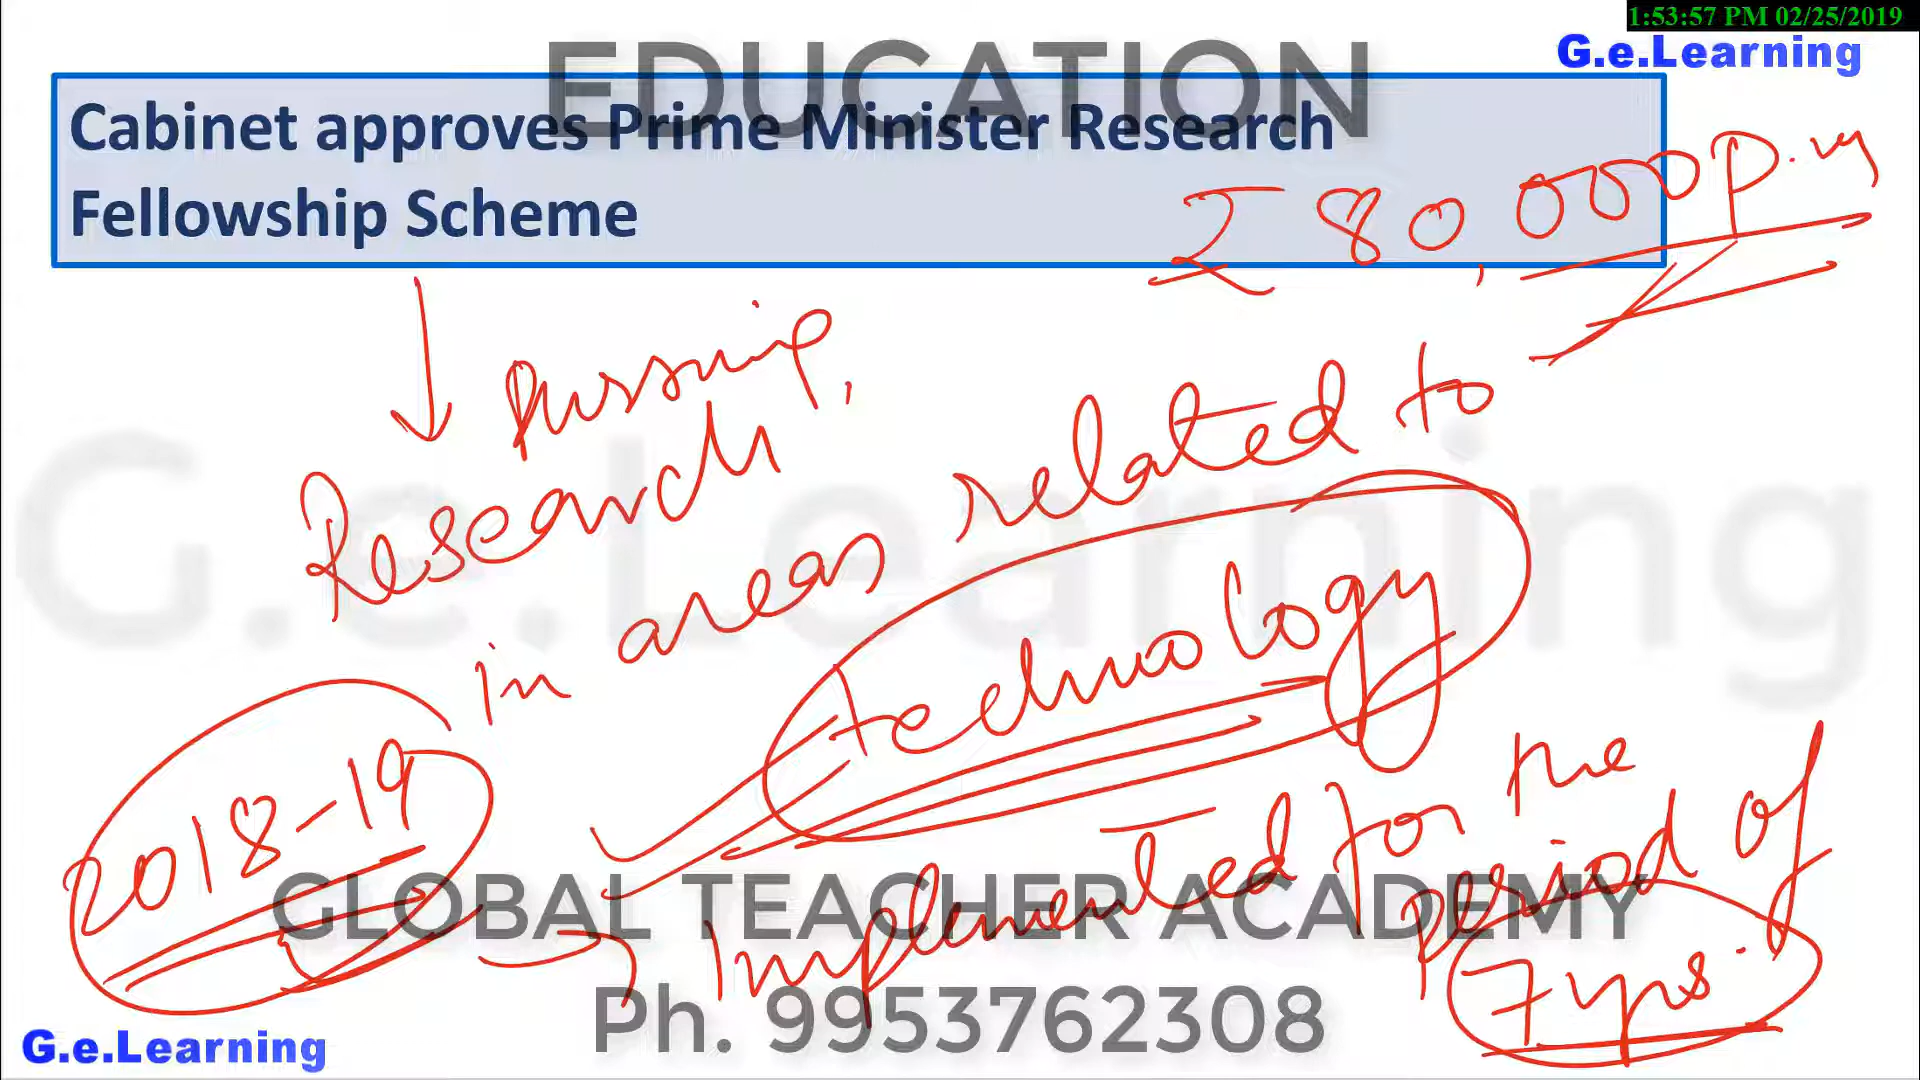 1:53:57 PM 02/25/2019
EDUCATION
G.e.Learning
Cabinet approves Prime Minister Research
Fellowship Scheme
₹ 80,000 p.m
Pursuing
Research
in areas related to
technology
2018-19
→ Implemented for the
period of
7 yrs.
G.e.Learning
GLOBAL TEACHER ACADEMY
Ph. 9953762308
G.e.Learning